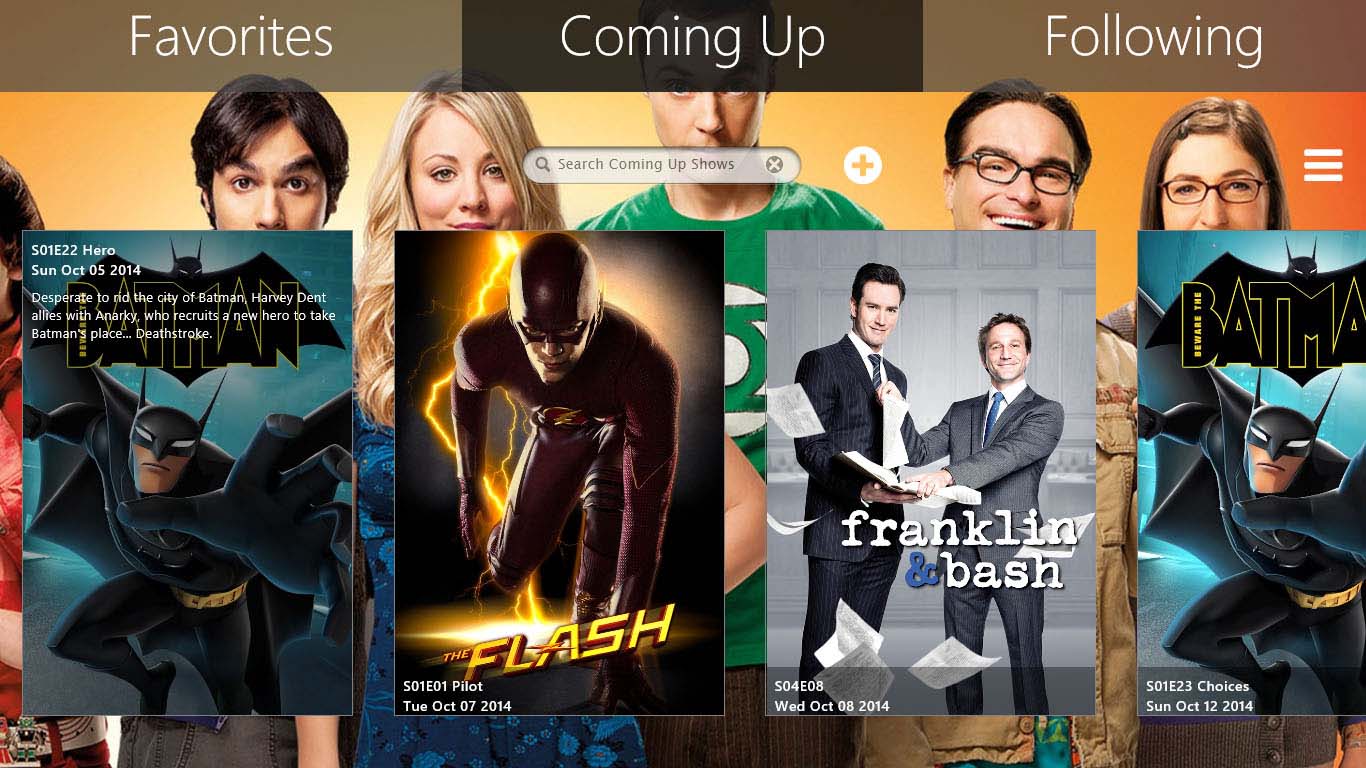 Favorites
Coming Up
Following
Search Coming Up Shows
S01E22 Hero
Sun Oct 05 2014
Desperate to rid the city of Batman, Harvey Dent
allies with Anarky, who recruits a new hero to take
Batman's place... Deathstroke.
BEWARE THE
BATMAN
THE
FLASH
S01E01 Pilot
Tue Oct 07 2014
franklin
& bash
S04E08
Wed Oct 08 2014
BEWARE THE
BATMA
S01E23 Choices
Sun Oct 12 2014